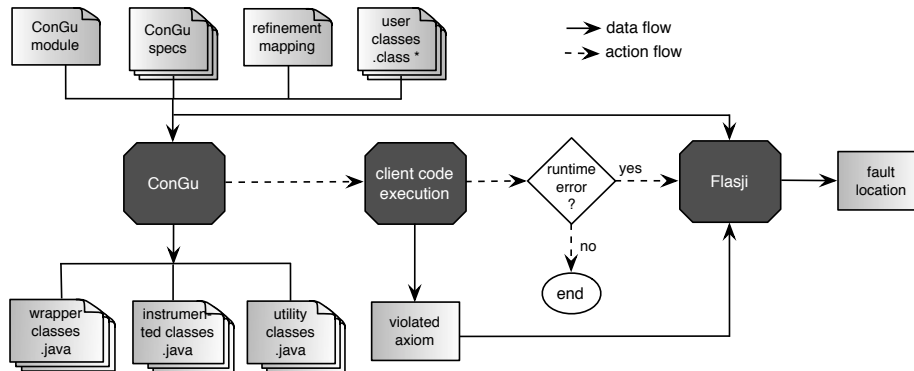 ConGu
module
ConGu
specs
refinement
mapping
user
classes
.class *
data flow
action flow
ConGu
client code
execution
runtime
error
?
yes
no
end
Flasji
fault
location
wrapper
classes
.java
instrumen-
ted classes
.java
utility
classes
.java
violated
axiom